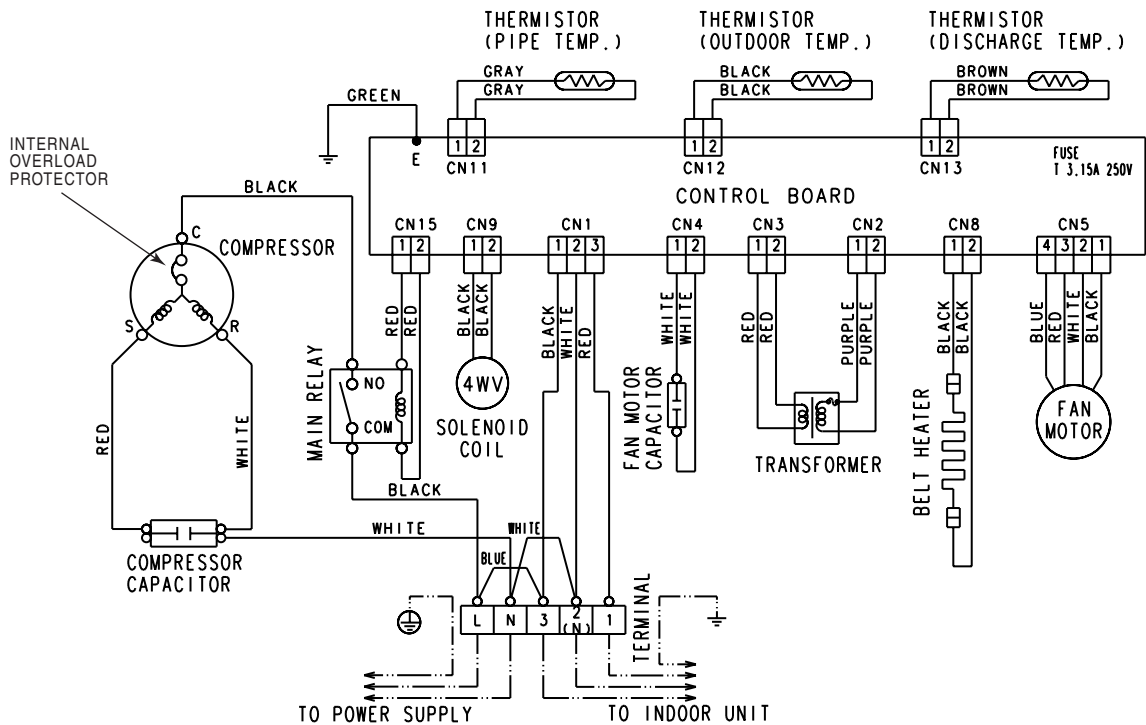 THERMISTOR
(PIPE TEMP.)
THERMISTOR
(OUTDOOR TEMP.)
THERMISTOR
(DISCHARGE TEMP.)
GRAY
GRAY
BLACK
BLACK
BROWN
BROWN
GREEN
E
1 2
CN11
1 2
CN12
1 2
CN13
FUSE
T 3.15A 250V
CONTROL BOARD
INTERNAL
OVERLOAD
PROTECTOR
BLACK
C
COMPRESSOR
S
R
CN15
1 2
CN9
1 2
CN1
1 2 3
CN4
1 2
CN3
1 2
CN2
1 2
CN8
1 2
CN5
4 3 2 1
RED
RED
BLACK
BLACK
BLACK
WHITE
RED
WHITE
WHITE
RED
RED
PURPLE
PURPLE
BLACK
BLACK
BLUE
RED
WHITE
BLACK
MAIN RELAY
NO
COM
4WV
SOLENOID
COIL
FAN MOTOR
CAPACITOR
TRANSFORMER
BELT HEATER
FAN
MOTOR
RED
WHITE
BLACK
WHITE
WHITE
BLUE
COMPRESSOR
CAPACITOR
L N 3 2 1
(N)
TERMINAL
TO POWER SUPPLY
TO INDOOR UNIT